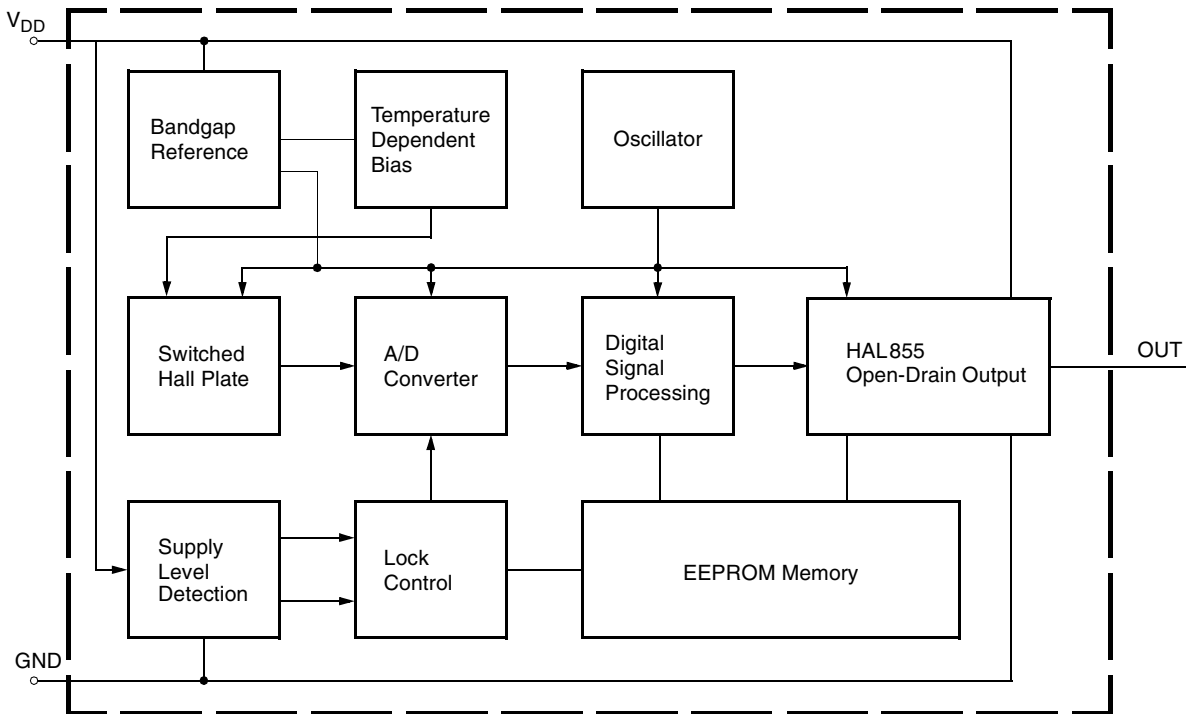 VDD
Bandgap
Reference
Temperature
Dependent
Bias
Oscillator
Switched
Hall Plate
A/D
Converter
Digital
Signal
Processing
HAL855
Open-Drain Output
OUT
Supply
Level
Detection
Lock
Control
EEPROM Memory
GND